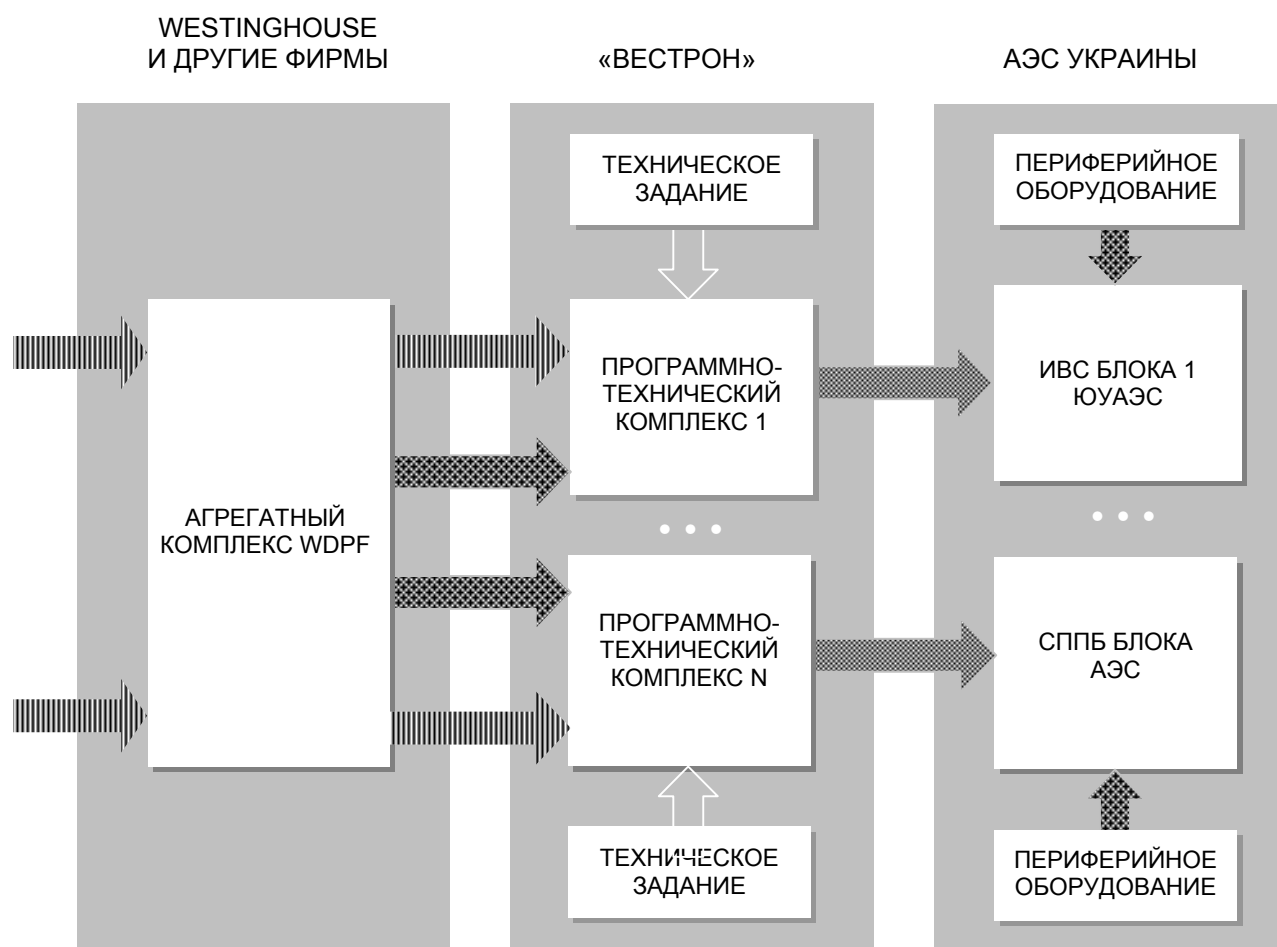 WESTINGHOUSE
И ДРУГИЕ ФИРМЫ
«ВЕСТРОН»
АЭС УКРАИНЫ
ТЕХНИЧЕСКОЕ
ЗАДАНИЕ
ПЕРИФЕРИЙНОЕ
ОБОРУДОВАНИЕ
АГРЕГАТНЫЙ
КОМПЛЕКС WDPF
ПРОГРАММНО-
ТЕХНИЧЕСКИЙ
КОМПЛЕКС 1
ИВС БЛОКА 1
ЮУАЭС
• • •
• • •
ПРОГРАММНО-
ТЕХНИЧЕСКИЙ
КОМПЛЕКС N
СППБ БЛОКА
АЭС
ТЕХНИЧЕСКОЕ
ЗАДАНИЕ
ПЕРИФЕРИЙНОЕ
ОБОРУДОВАНИЕ